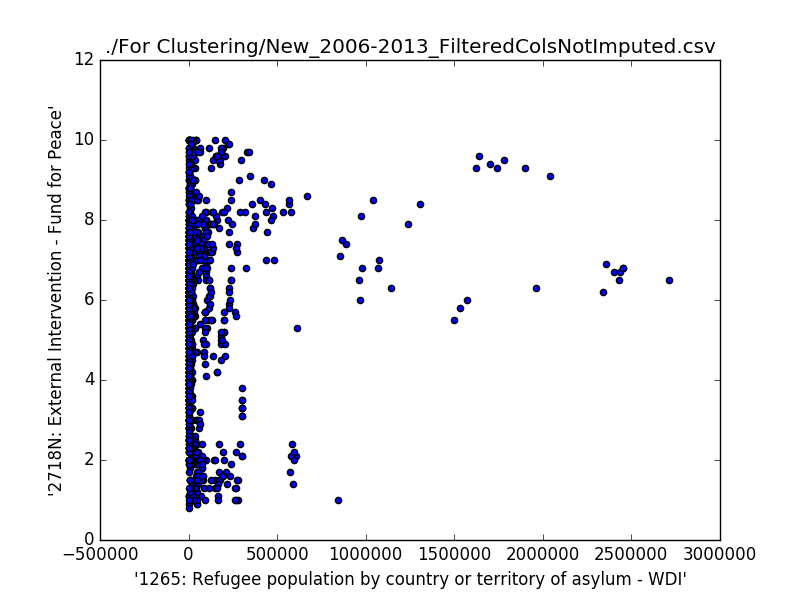 ./For Clustering/New_2006-2013_FilteredColsNotImputed.csv
12
10
8
6
4
2
0
'2718N: External Intervention - Fund for Peace'
−500000 0 500000 1000000 1500000 2000000 2500000 3000000
'1265: Refugee population by country or territory of asylum - WDI'